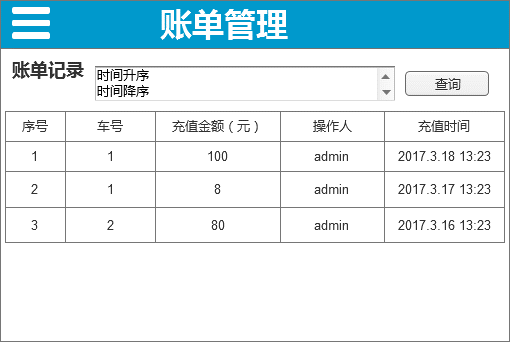 账单管理
账单记录
时间升序
时间降序
查询
序号 车号 充值金额（元） 操作人 充值时间
1 1 100 admin 2017.3.18 13:23
2 1 8 admin 2017.3.17 13:23
3 2 80 admin 2017.3.16 13:23